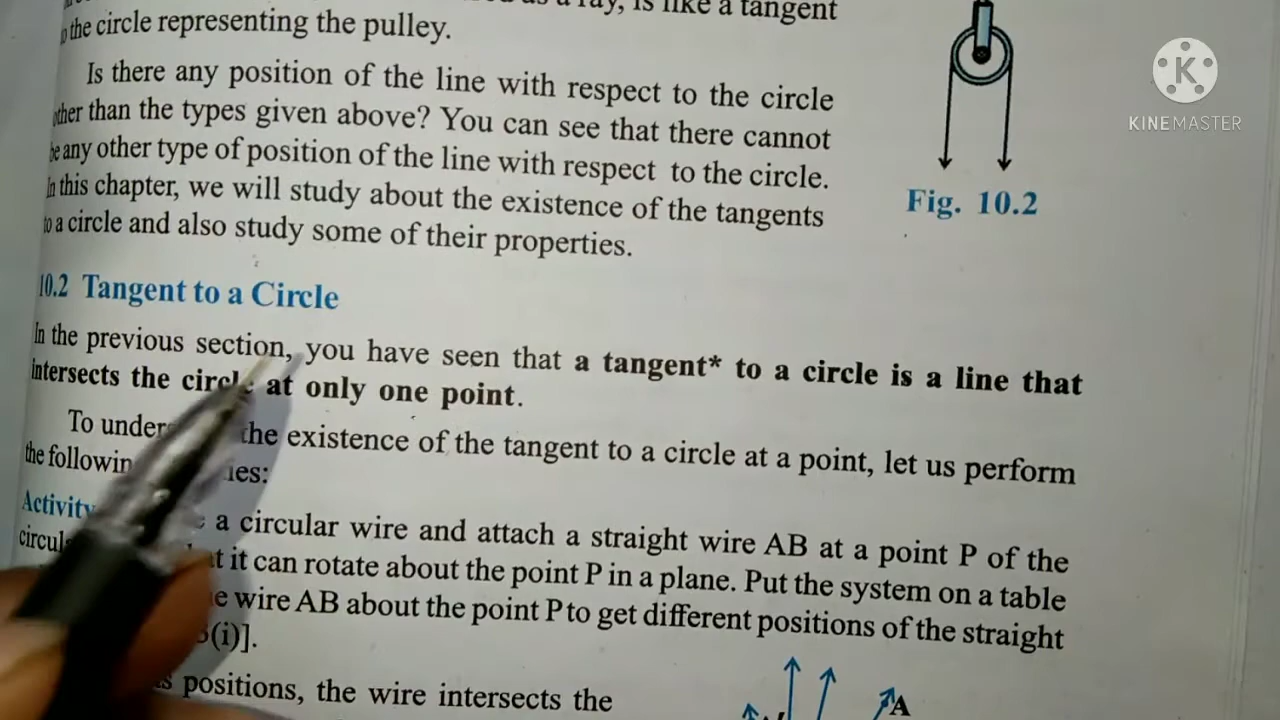 as a ray, is like a tangent
the circle representing the pulley.
Is there any position of the line with respect to the circle
other than the types given above? You can see that there cannot
be any other type of position of the line with respect to the circle.
In this chapter, we will study about the existence of the tangents
to a circle and also study some of their properties.
Fig. 10.2
KINEMASTER
10.2 Tangent to a Circle
In the previous section, you have seen that a tangent* to a circle is a line that
intersects the circle at only one point.
To under the existence of the tangent to a circle at a point, let us perform
the followin ies:
Activity a circular wire and attach a straight wire AB at a point P of the
circul t it can rotate about the point P in a plane. Put the system on a table
e wire AB about the point P to get different positions of the straight
(i)].
s positions, the wire intersects the
A